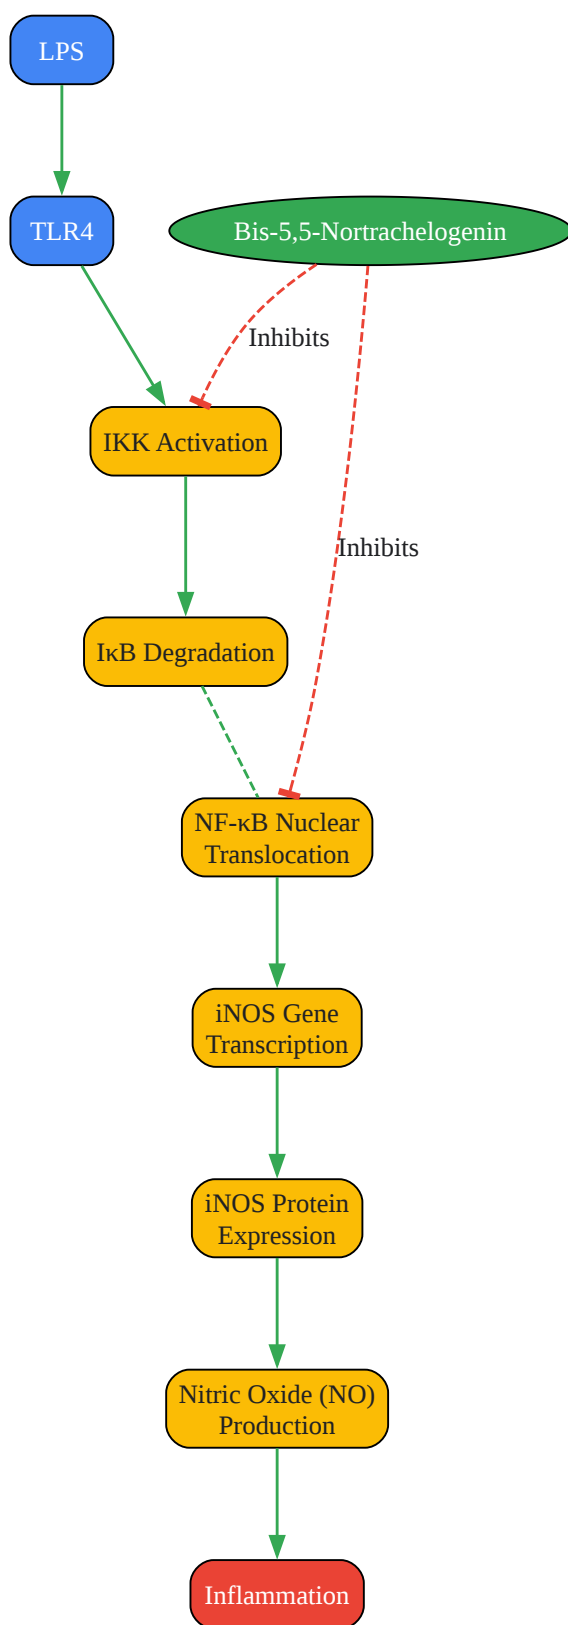 LPS
TLR4
Bis-5,5-Nortrachelogenin
Inhibits
IKK Activation
Inhibits
IκB Degradation
NF-κB Nuclear
Translocation
iNOS Gene
Transcription
iNOS Protein
Expression
Nitric Oxide (NO)
Production
Inflammation